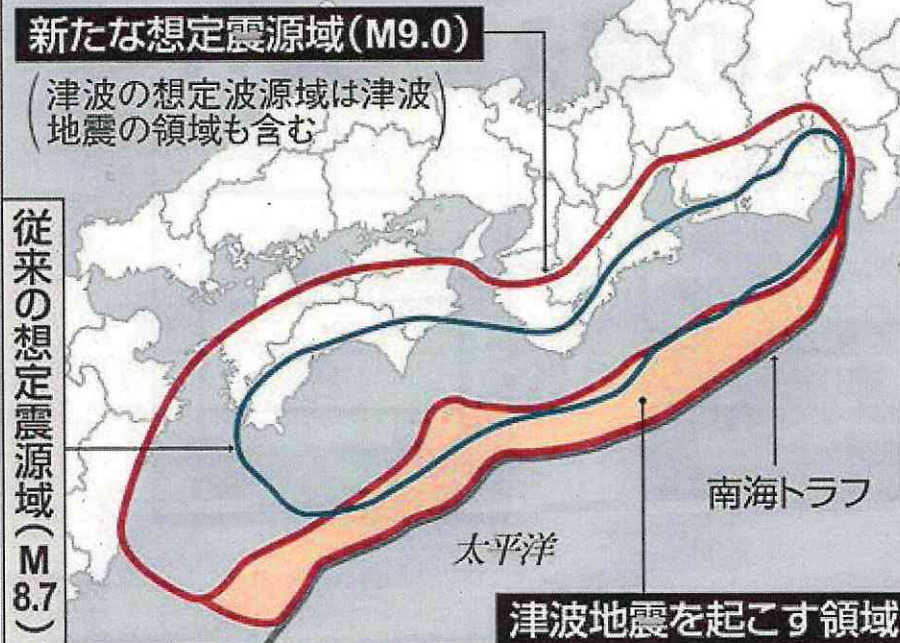 新たな想定震源域(M9.0)
(津波の想定波源域は津波
地震の領域も含む)
従来の想定震源域(M8.7)
南海トラフ
太平洋
津波地震を起こす領域